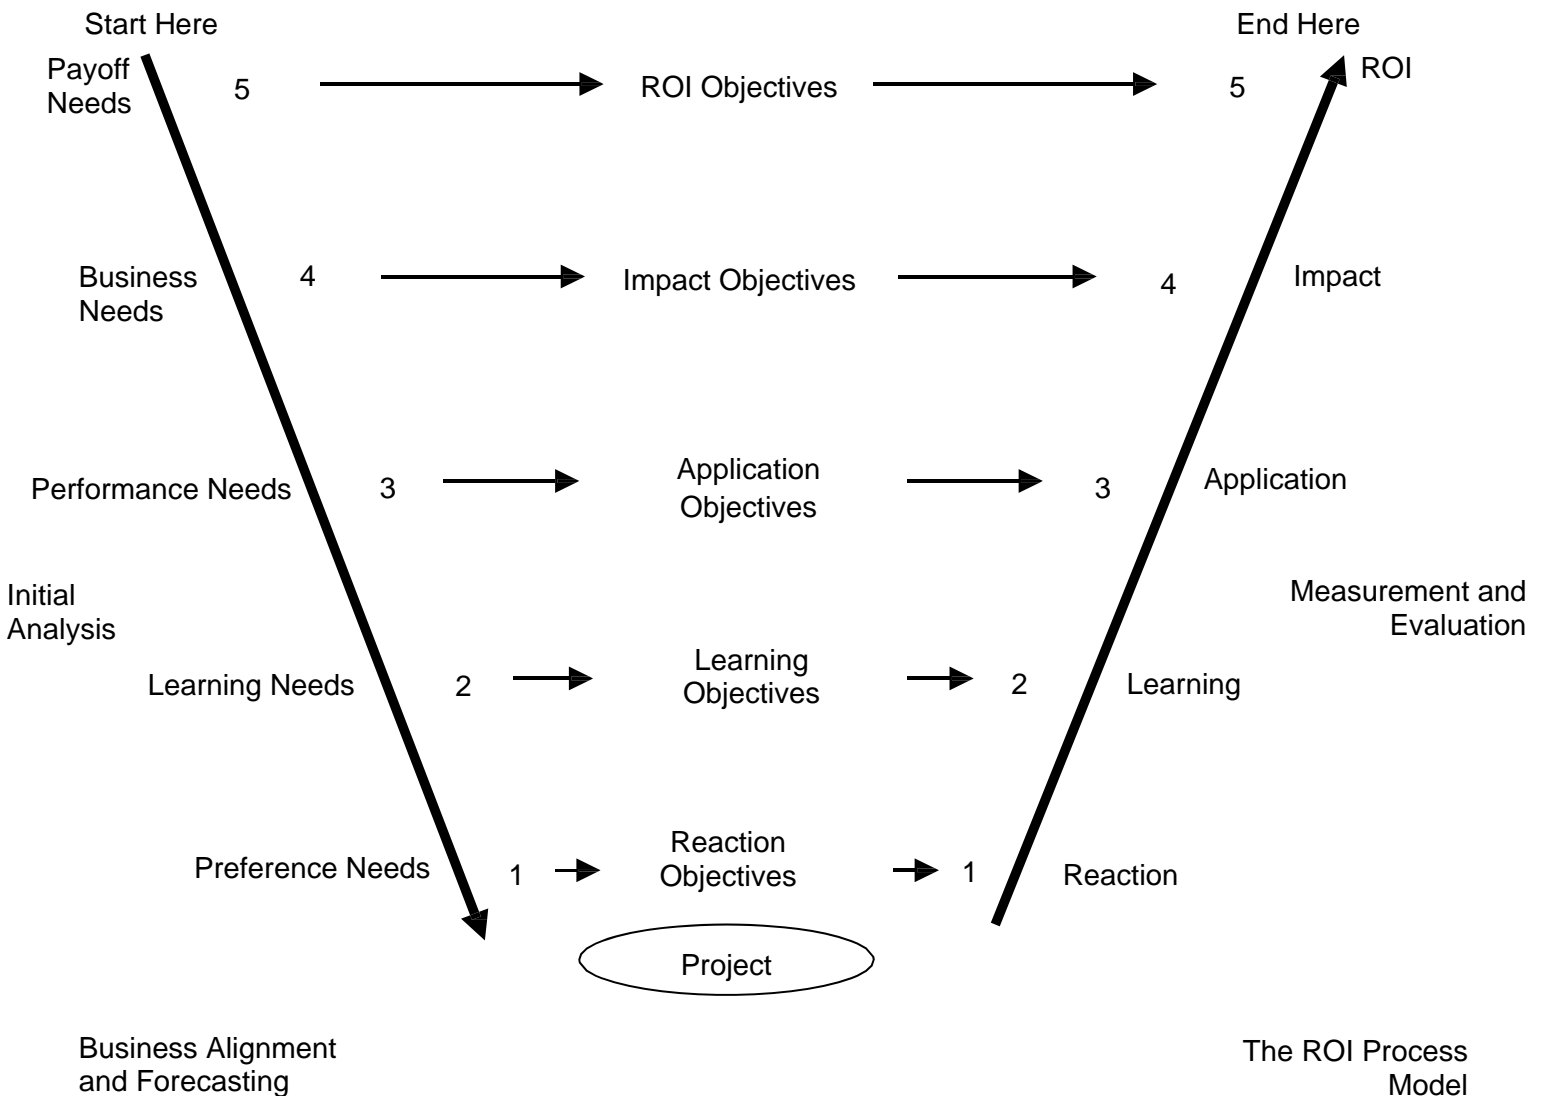 Start Here
End Here
Payoff
Needs
5
ROI Objectives
5
ROI
Business
Needs
4
Impact Objectives
4
Impact
Performance Needs
3
Application
Objectives
3
Application
Initial
Analysis
Measurement and
Evaluation
Learning Needs
2
Learning
Objectives
2
Learning
Preference Needs
1
Reaction
Objectives
1
Reaction
Project
Business Alignment
and Forecasting
The ROI Process
Model